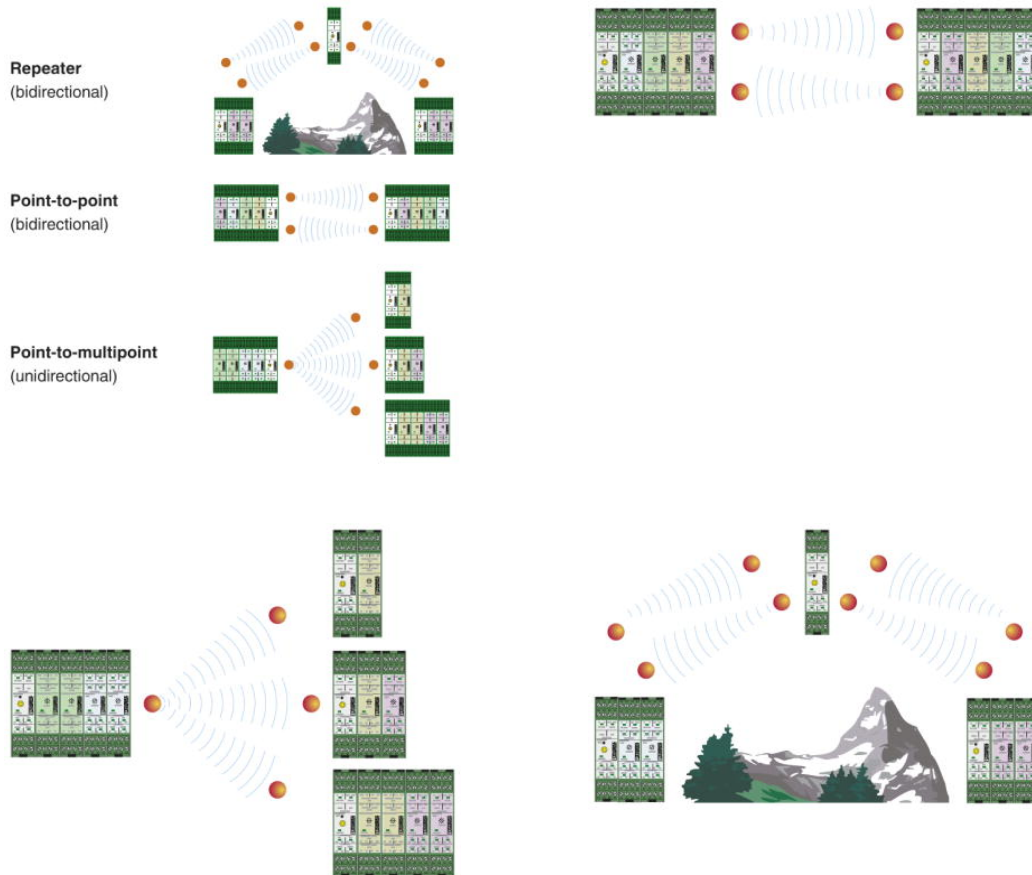 Repeater
(bidirectional)
Point-to-point
(bidirectional)
Point-to-multipoint
(unidirectional)